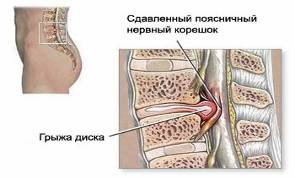 Сдавленный поясничный
нервный корешок
Грыжа диска